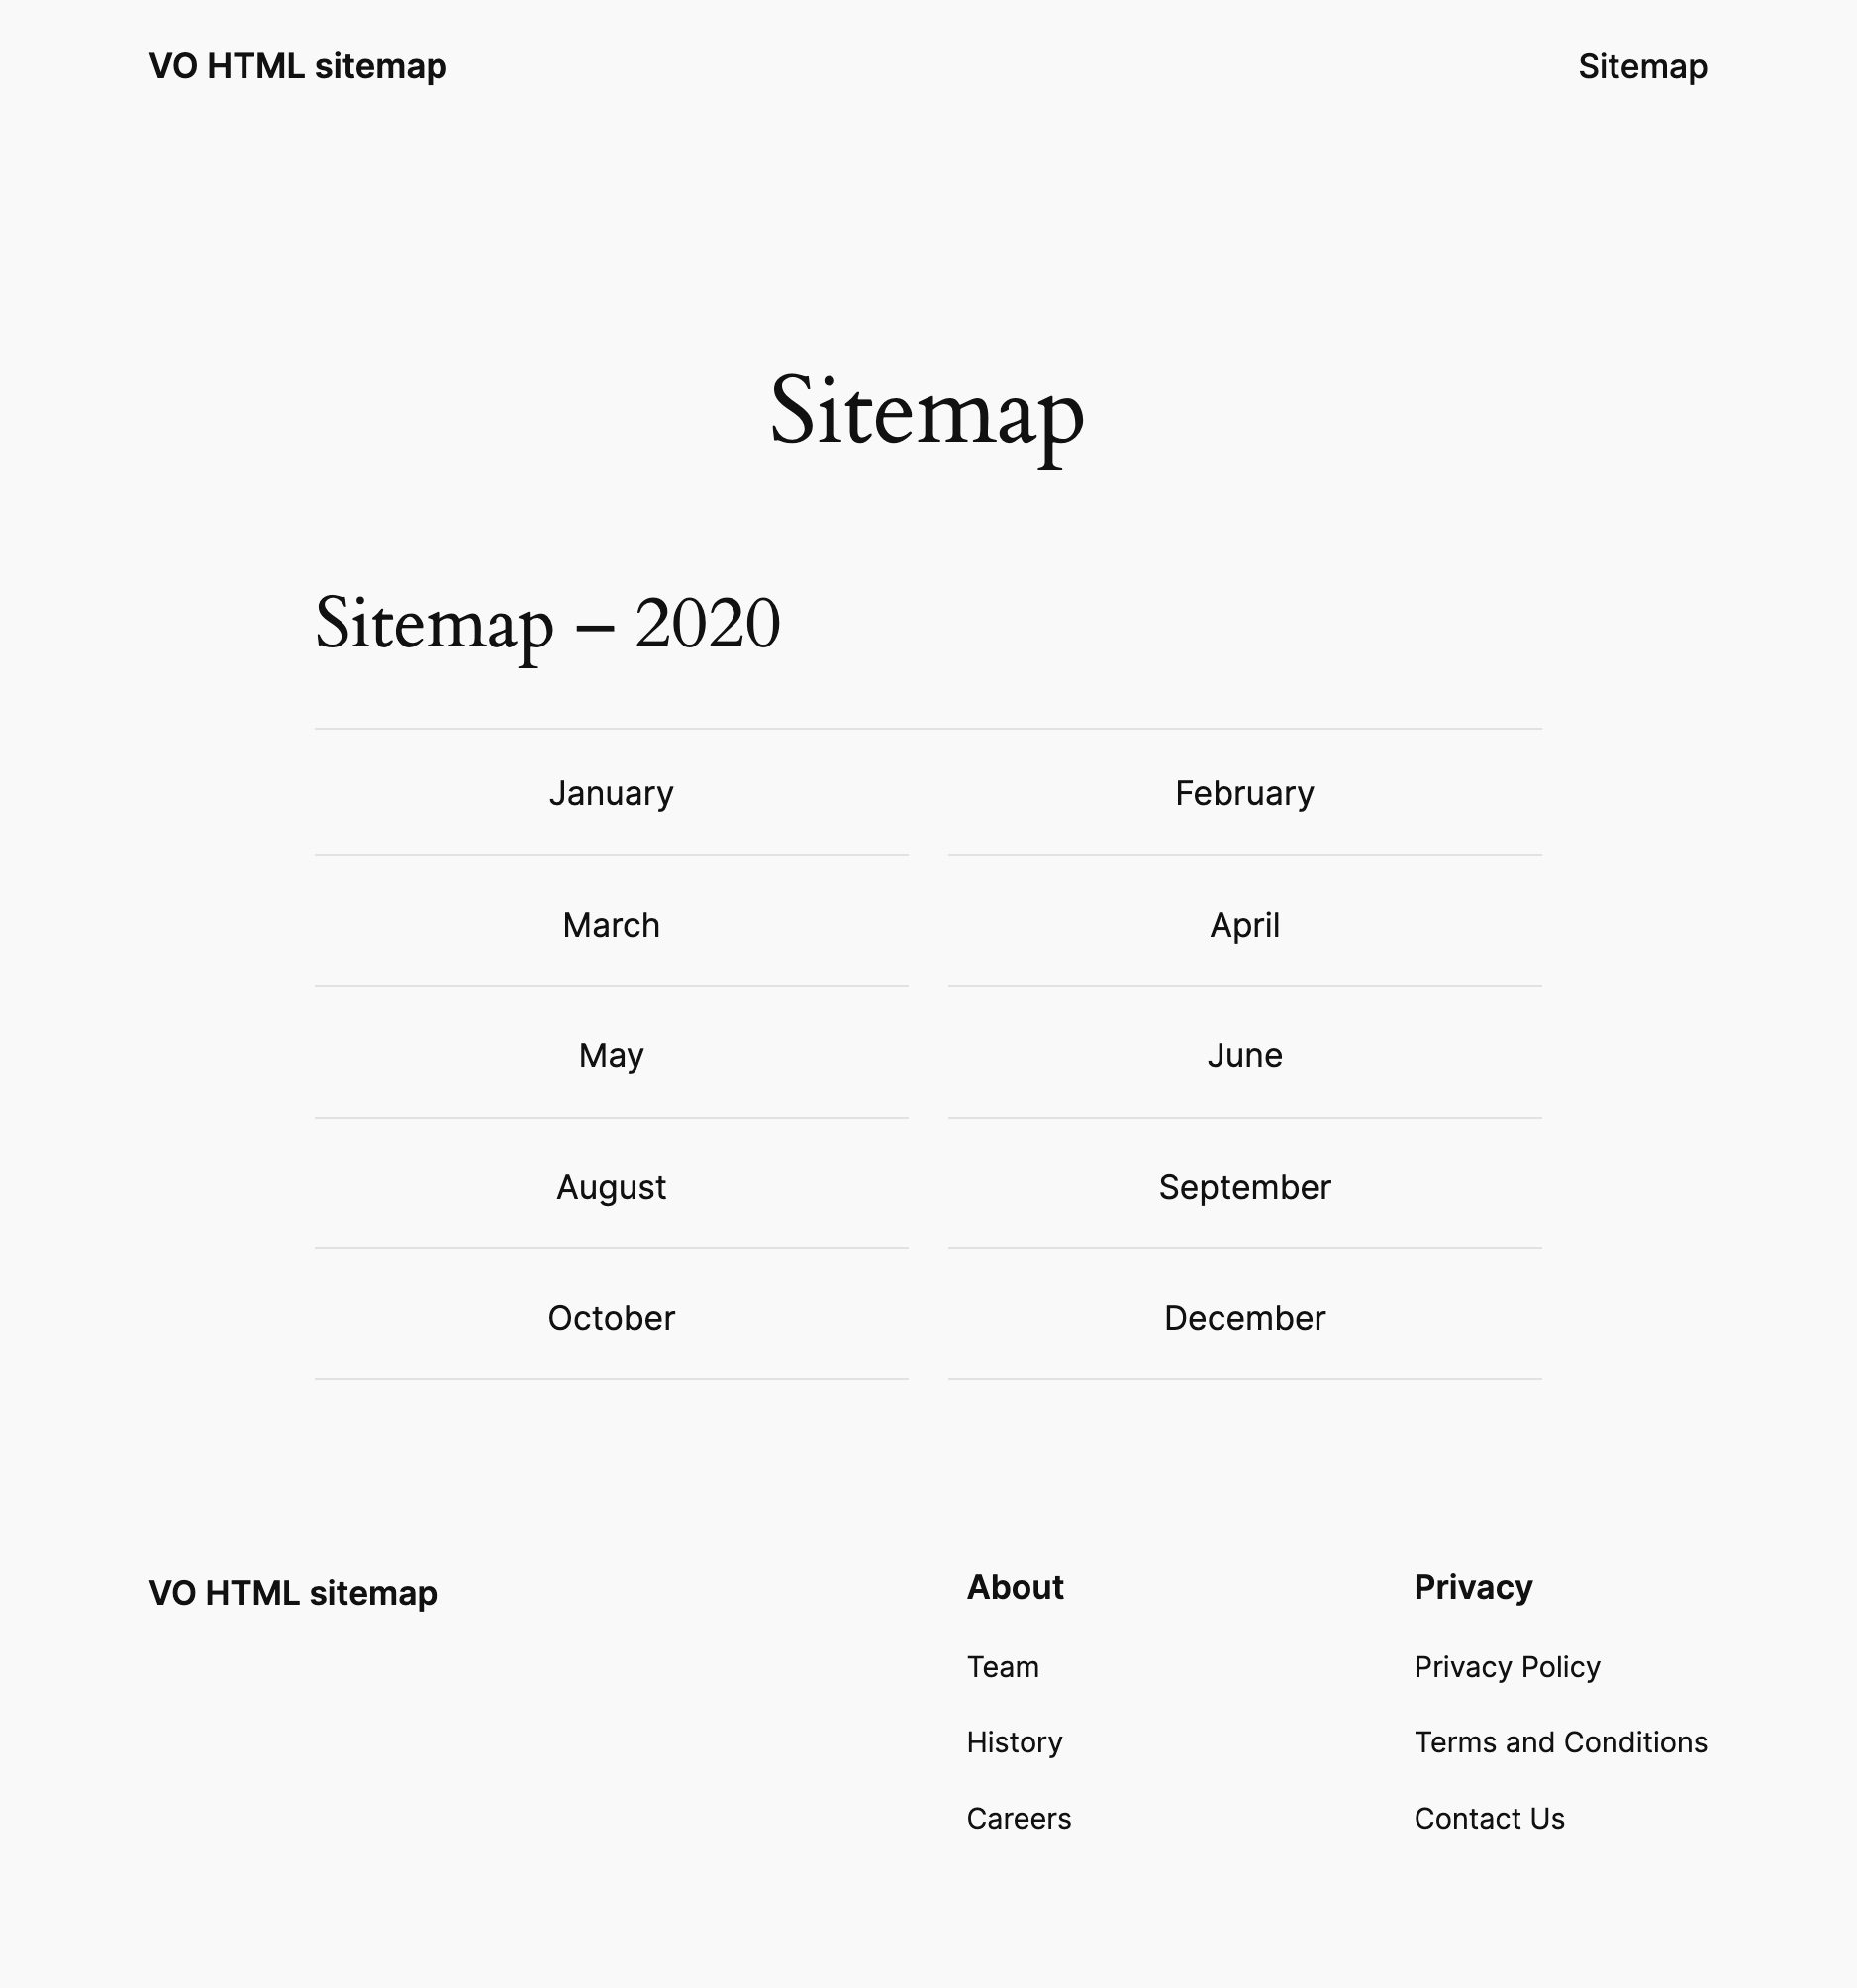 VO HTML sitemap
Sitemap
Sitemap
Sitemap – 2020
January
February
March
April
May
June
August
September
October
December
VO HTML sitemap
About
Team
History
Careers
Privacy
Privacy Policy
Terms and Conditions
Contact Us